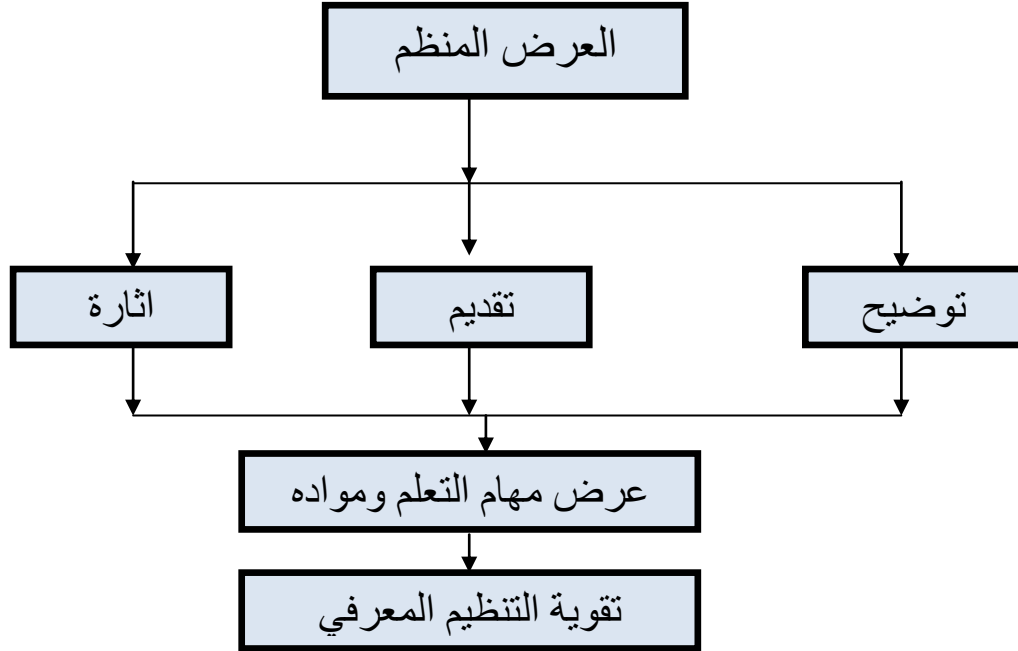 العرض المنظم
توضيح
تقديم
اثارة
عرض مهام التعلم ومواده
تقوية التنظيم المعرفي